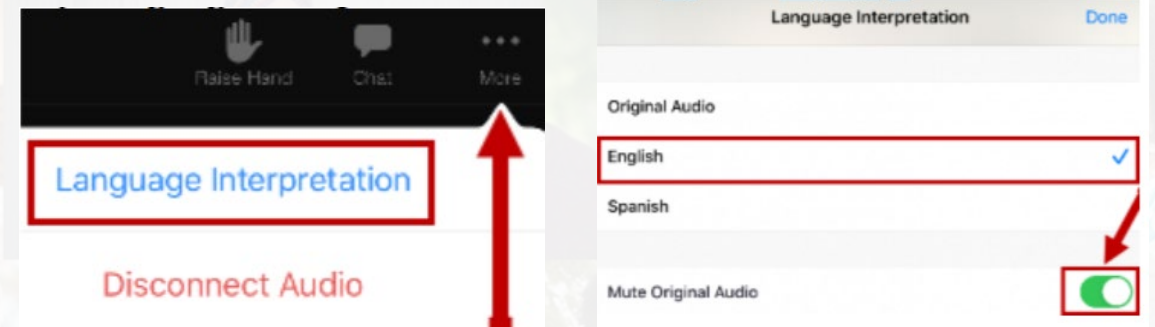 Raise Hand Chat More
Language Interpretation
Disconnect Audio
Language Interpretation Done
Original Audio
English
Spanish
Mute Original Audio